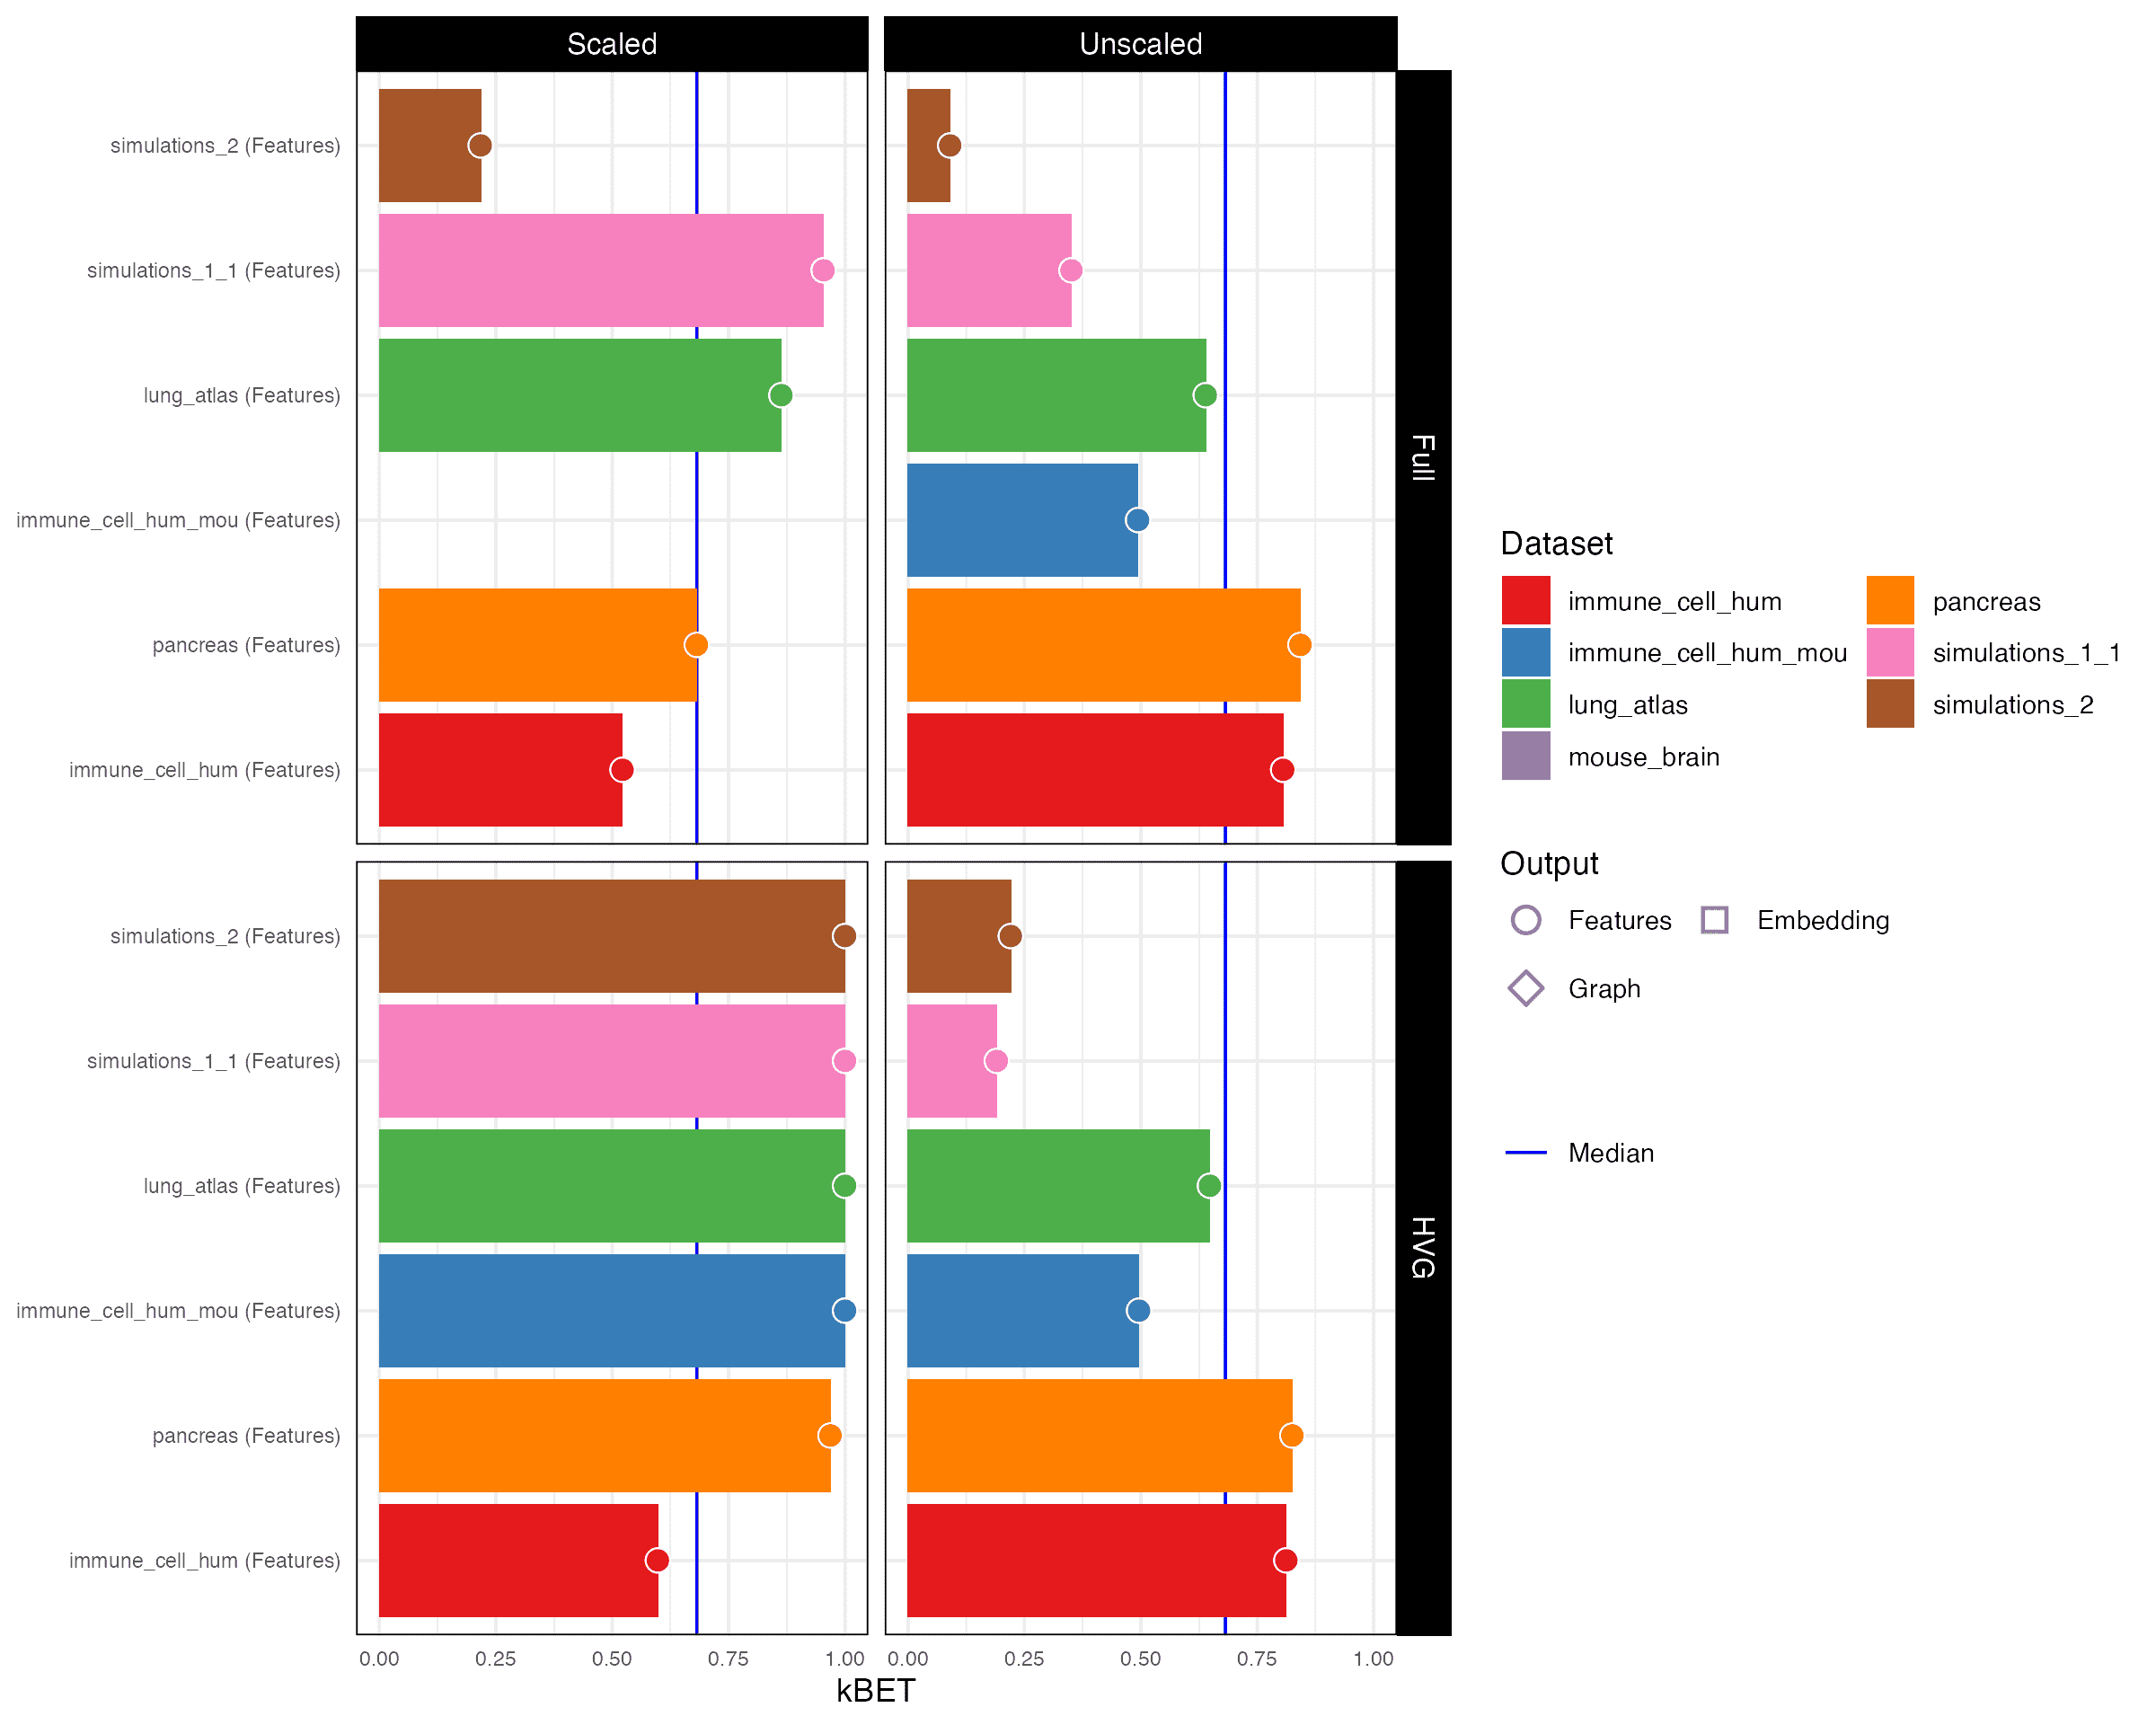 Scaled
Unscaled
simulations_2 (Features)
simulations_1_1 (Features)
lung_atlas (Features)
immune_cell_hum_mou (Features)
pancreas (Features)
immune_cell_hum (Features)
Full
simulations_2 (Features)
simulations_1_1 (Features)
lung_atlas (Features)
immune_cell_hum_mou (Features)
pancreas (Features)
immune_cell_hum (Features)
HVG
0.00 0.25 0.50 0.75 1.00
0.00 0.25 0.50 0.75 1.00
kBET
Dataset
immune_cell_hum
immune_cell_hum_mou
lung_atlas
mouse_brain
pancreas
simulations_1_1
simulations_2
Output
Features
Embedding
Graph
Median